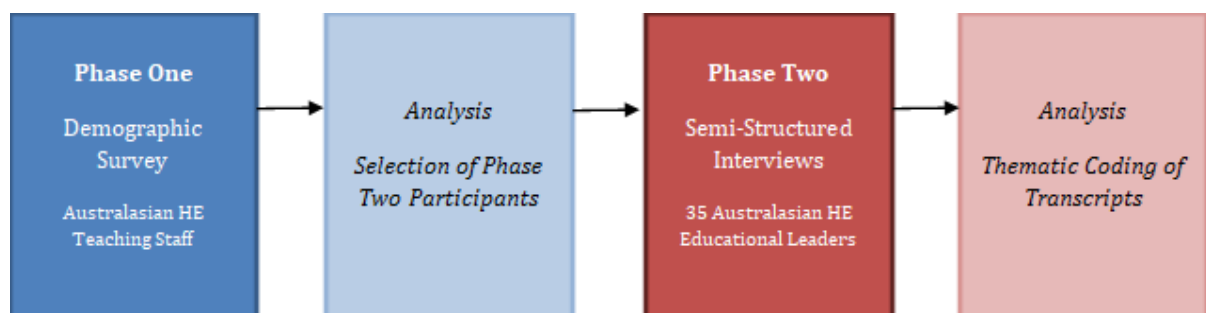 Phase One
Demographic
Survey
Australasian HE
Teaching Staff
Analysis
Selection of Phase
Two Participants
Phase Two
Semi-Structured
Interviews
35 Australasian HE
Educational Leaders
Analysis
Thematic Coding of
Transcripts